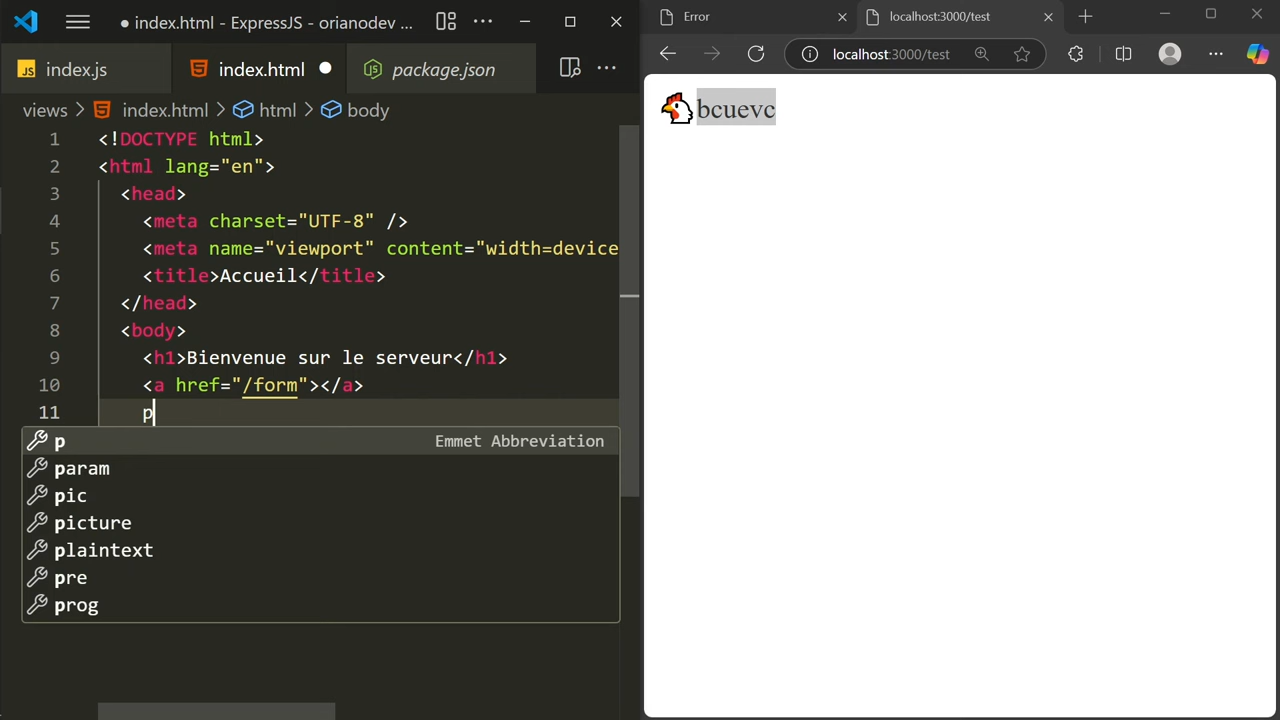 ● index.html - ExpressJS - orianodev ...
index.js
index.html
package.json
views > index.html > html > body
1 <!DOCTYPE html>
2 <html lang="en">
3 <head>
4 <meta charset="UTF-8" />
5 <meta name="viewport" content="width=device
6 <title>Accueil</title>
7 </head>
8 <body>
9 <h1>Bienvenue sur le serveur</h1>
10 <a href="/form"></a>
11 p
p Emmet Abbreviation
param
pic
picture
plaintext
pre
prog
Error
localhost:3000/test
localhost:3000/test
bcuevc